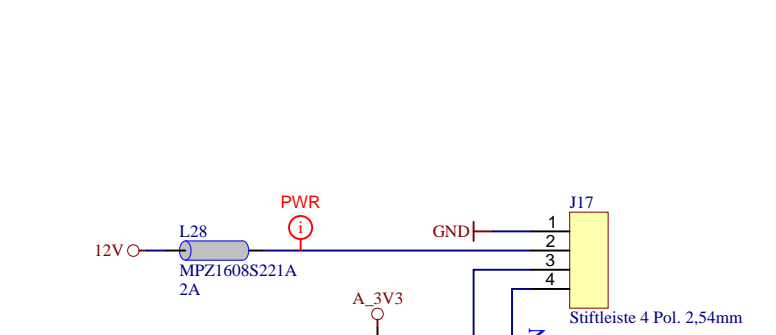 PWR
i
J17
L28
GND
1
2
3
4
12V
MPZ1608S221A
2A
A_3V3
Stiftleiste 4 Pol. 2,54mm
N